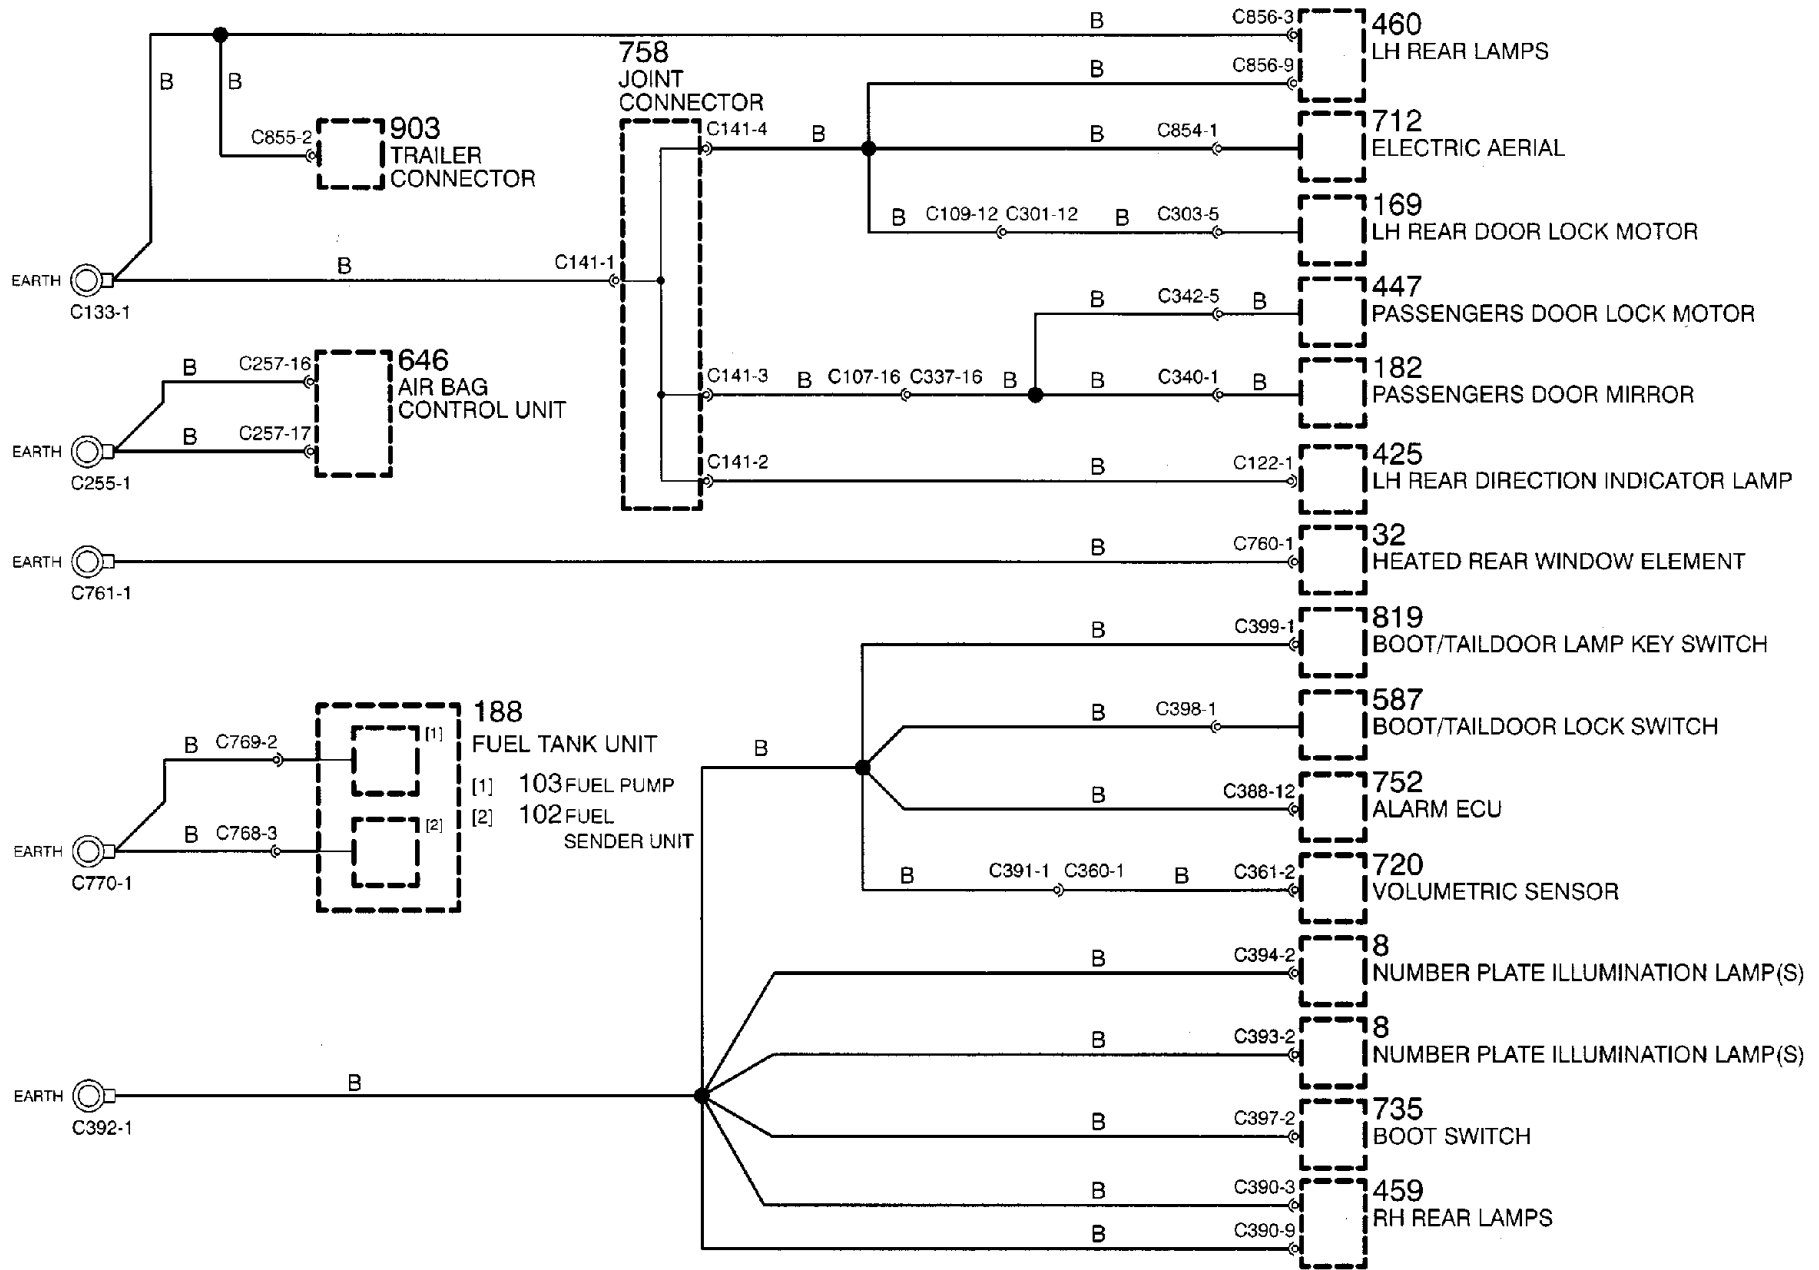 B
C856-3
460
LH REAR LAMPS
B
B
B
C856-9
758
JOINT
CONNECTOR
C855-2
903
TRAILER
CONNECTOR
C141-4
B
B
C854-1
712
ELECTRIC AERIAL
B
C109-12
C301-12
B
C303-5
169
LH REAR DOOR LOCK MOTOR
EARTH
C133-1
B
C141-1
B
C342-5
B
447
PASSENGERS DOOR LOCK MOTOR
B
C257-16
646
AIR BAG
CONTROL UNIT
EARTH
C255-1
B
C257-17
C141-3
B
C107-16
C337-16
B
B
C340-1
B
182
PASSENGERS DOOR MIRROR
C141-2
B
C122-1
425
LH REAR DIRECTION INDICATOR LAMP
EARTH
C761-1
B
C760-1
32
HEATED REAR WINDOW ELEMENT
B
C399-1
819
BOOT/TAILDOOR LAMP KEY SWITCH
B
C398-1
587
BOOT/TAILDOOR LOCK SWITCH
188
FUEL TANK UNIT
[1]
[1] 103 FUEL PUMP
[2] 102 FUEL
SENDER UNIT
[2]
B
C769-2
B
C768-3
EARTH
C770-1
B
B
C388-12
752
ALARM ECU
B
C391-1
C360-1
B
C361-2
720
VOLUMETRIC SENSOR
B
C394-2
8
NUMBER PLATE ILLUMINATION LAMP(S)
B
C393-2
8
NUMBER PLATE ILLUMINATION LAMP(S)
EARTH
C392-1
B
B
C397-2
735
BOOT SWITCH
B
C390-3
459
RH REAR LAMPS
B
C390-9